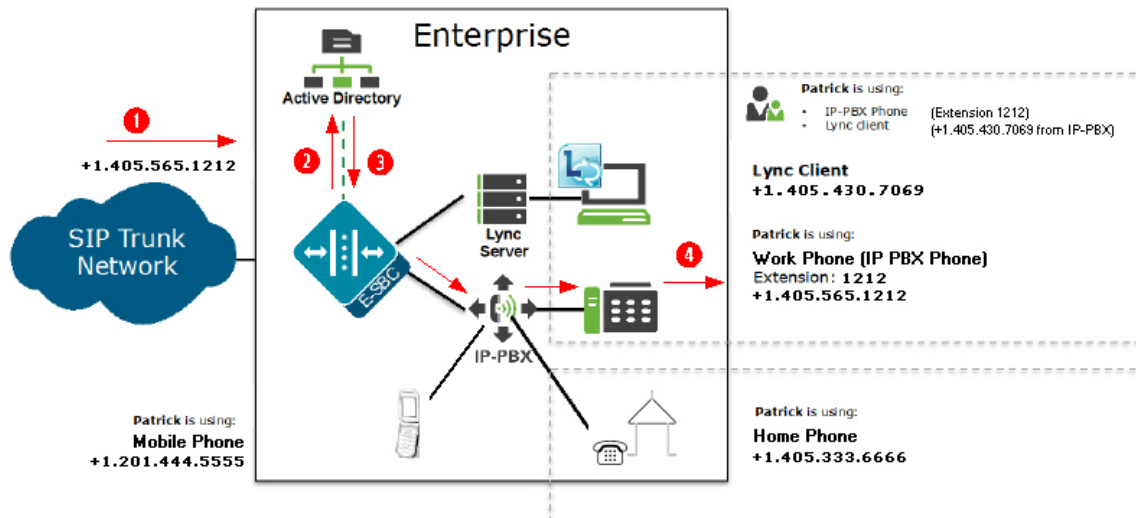 Enterprise
Active Directory
1
+1.405.565.1212
2
3
SIP Trunk
Network
E-SBC
Lync
Server
L
IP-PBX
4
Patrick is using:
• IP-PBX Phone (Extension 1212)
• Lync client (+1.405.430.7069 from IP-PBX)
Lync Client
+1.405.430.7069
Patrick is using:
Work Phone (IP PBX Phone)
Extension: 1212
+1.405.565.1212
Patrick is using:
Mobile Phone
+1.201.444.5555
Patrick is using:
Home Phone
+1.405.333.6666